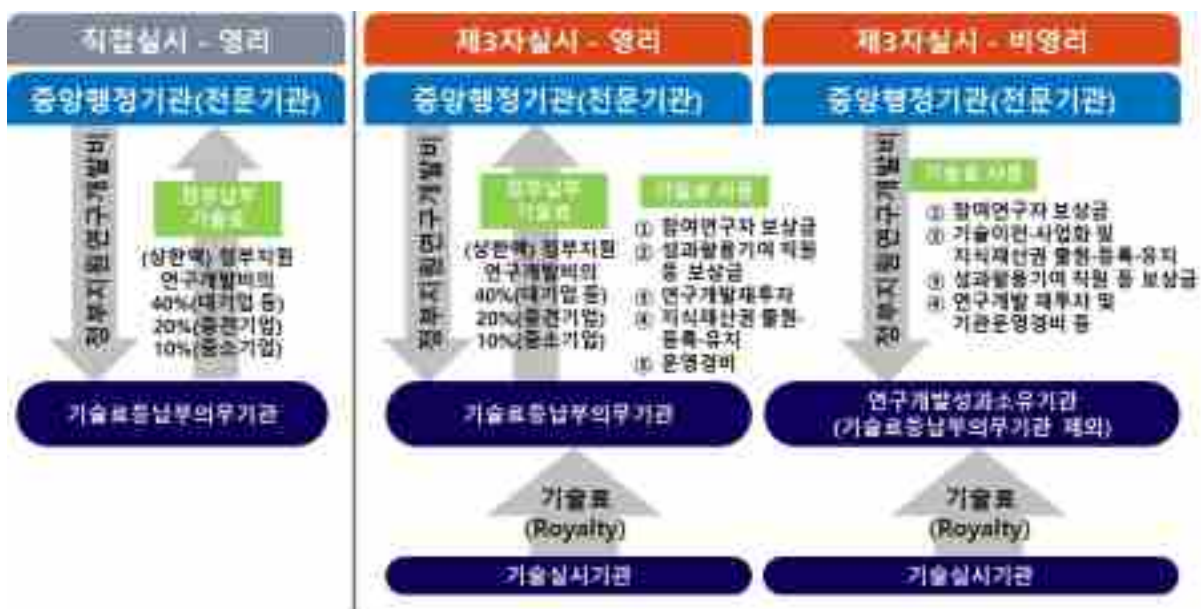 직접실시 - 영리
중앙행정기관(전문기관)
정부지원연구개발비
정부납부
기술료
(상한액) 정부지원
연구개발비의
40%(대기업 등)
20%(중견기업)
10%(중소기업)
기술료등납부의무기관
제3자실시 - 영리
중앙행정기관(전문기관)
정부지원연구개발비
정부납부
기술료
(상한액) 정부지원
연구개발비의
40%(대기업 등)
20%(중견기업)
10%(중소기업)
기술료 사용
① 참여연구자 보상금
② 성과활용기여 직원
등 보상금
③ 연구개발재투자
④ 지식재산권 출원·
등록·유지
⑤ 운영경비
기술료등납부의무기관
기술료
(Royalty)
기술실시기관
제3자실시 - 비영리
중앙행정기관(전문기관)
정부지원연구개발비
기술료 사용
① 참여연구자 보상금
② 기술이전·사업화 및
지식재산권 출원·등록·유지
③ 성과활용기여 직원 등 보상금
④ 연구개발 재투자 및
기관운영경비 등
연구개발성과소유기관
(기술료등납부의무기관 제외)
기술료
(Royalty)
기술실시기관